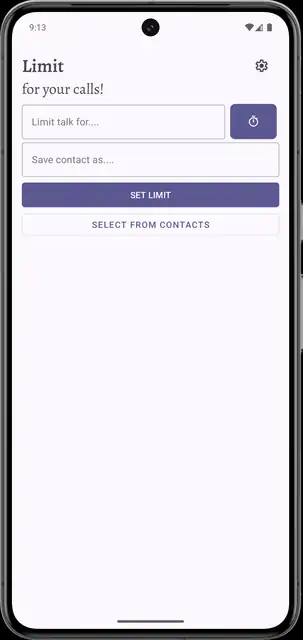 9:13
Limit
for your calls!
Limit talk for....
Save contact as....
SET LIMIT
SELECT FROM CONTACTS